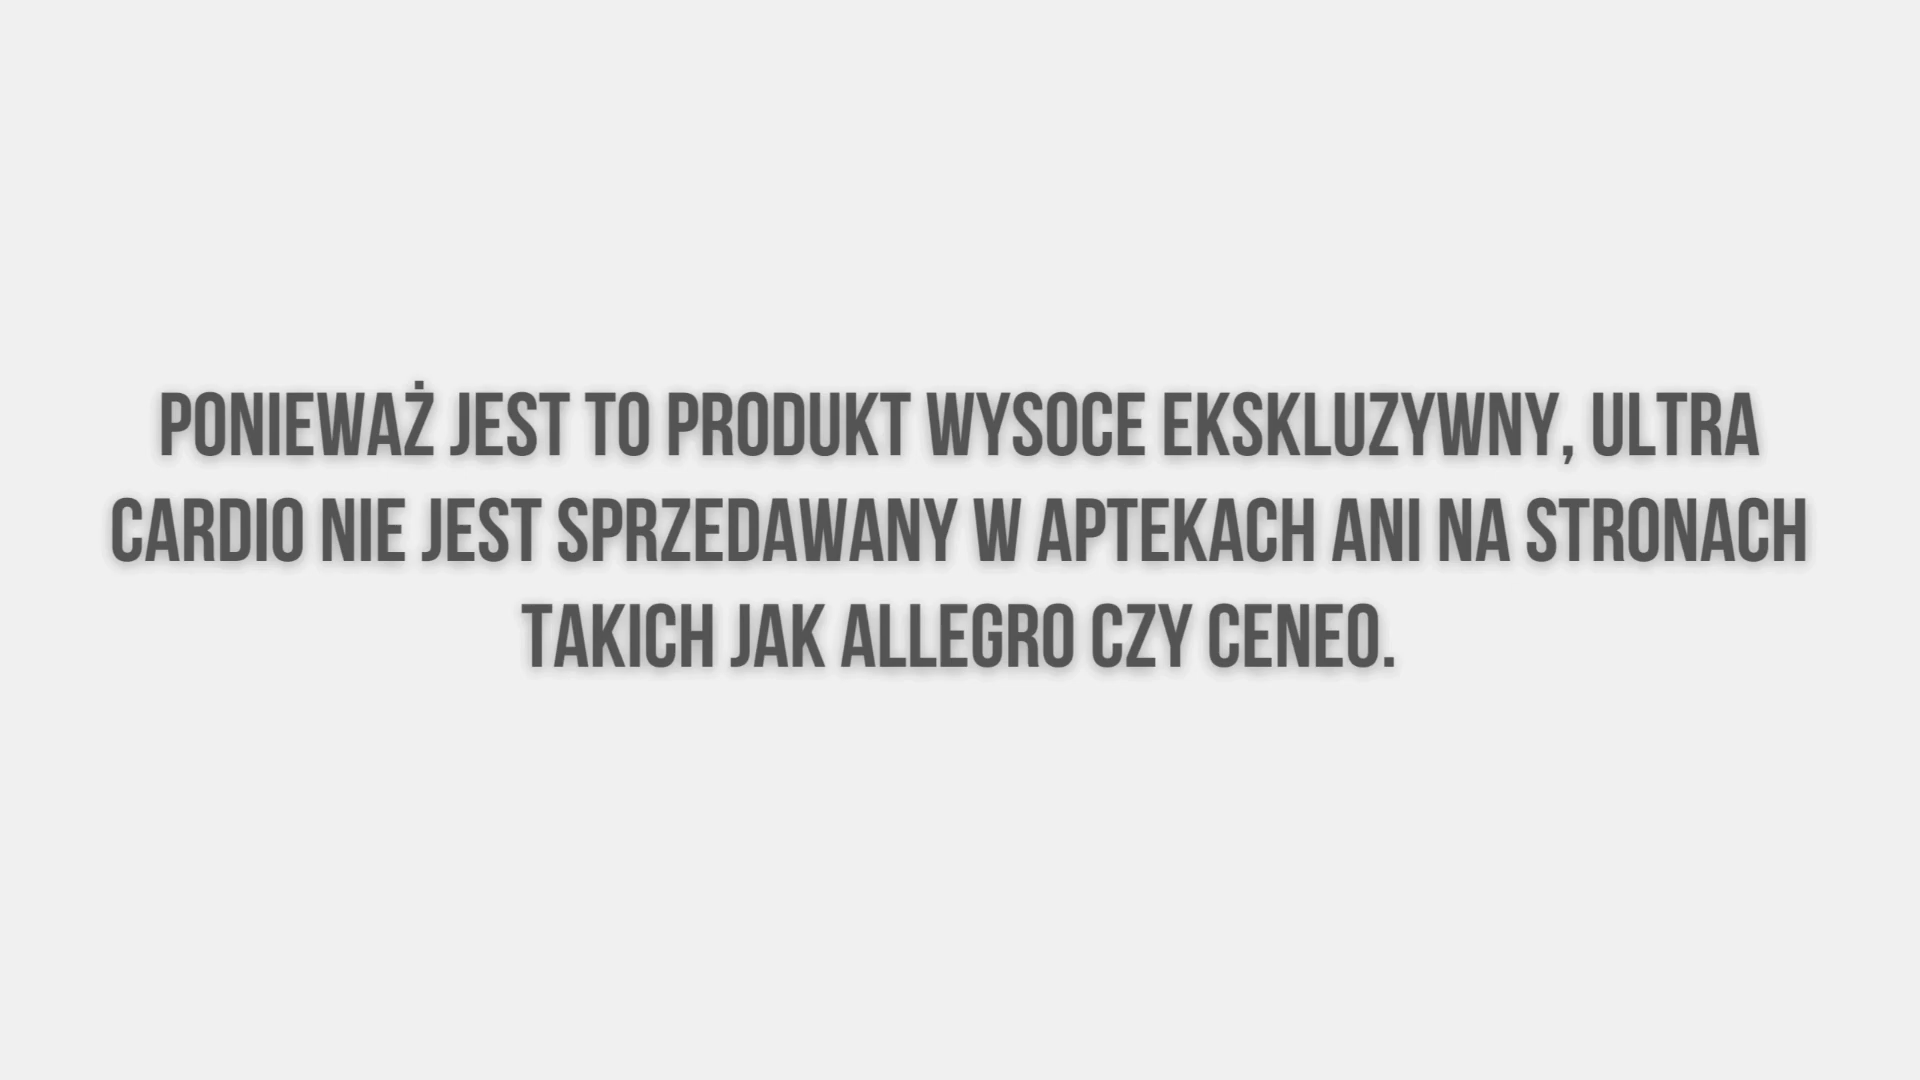 PONIEWAŻ JEST TO PRODUKT WYSOCE EKSKLUZYWNY, ULTRA
CARDIO NIE JEST SPRZEDAWANY W APTEKACH ANI NA STRONACH
TAKICH JAK ALLEGRO CZY CENEO.